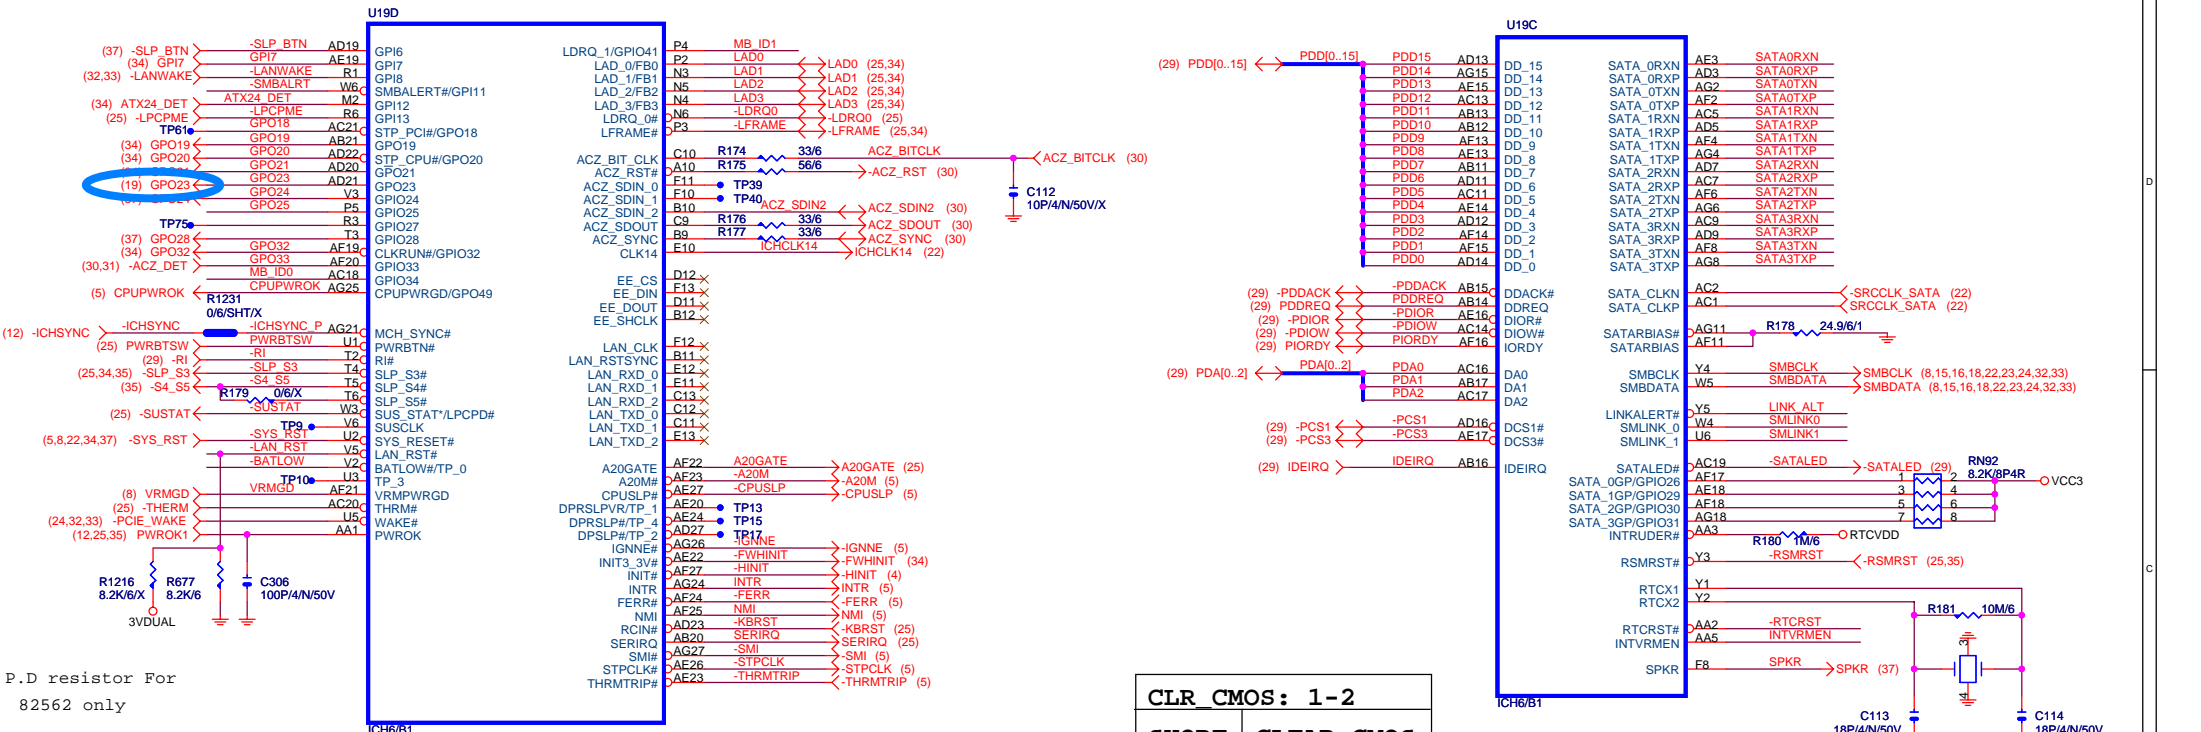 U19D
(37) -SLP_BTN -SLP_BTN AD19 GPI6
(34) GPI7 GPI7 AE19 GPI7
(32,33) -LANWAKE -LANWAKE R1 GPI8
-SMBALRT W6 SMBALERT#/GPI11
(34) ATX24_DET ATX24_DET M2 GPI12
(25) -LPCPME -LPCPME R6 GPI13
TP61 GPO18 AC21 STP_PCI#/GPO18
(34) GPO19 GPO19 AB21 GPO19
(34) GPO20 GPO20 AD22 STP_CPU#/GPO20
GPO21 AD20 GPO21
(19) GPO23 GPO23 AD21 GPO23
GPO24 V3 GPIO24
GPO25 P5 GPIO25
TP75 R3 GPIO27
(37) GPO28 T3 GPIO28
(34) GPO32 GPO32 AF19 CLKRUN#/GPIO32
(30,31) -ACZ_DET GPO33 AF20 GPIO33
MB_ID0 AC18 GPIO34
(5) CPUPWROK CPUPWROK AG25 CPUPWRGD/GPO49
R1231
0/6/SHT/X
(12) -ICHSYNC -ICHSYNC -ICHSYNC_P AG21 MCH_SYNC#
(25) PWRBTSW PWRBTSW U1 PWRBTN#
(29) -RI -RI T2 RI#
(25,34,35) -SLP_S3 -SLP_S3 T4 SLP_S3#
(35) -S4_S5 -S4_S5 T5 SLP_S4#
R179 0/6/X T6 SLP_S5#
(25) -SUSTAT -SUSTAT W3 SUS_STAT*/LPCPD#
TP9 V6 SUSCLK
(5,8,22,34,37) -SYS_RST -SYS_RST U2 SYS_RESET#
-LAN_RST V5 LAN_RST#
-BATLOW V2 BATLOW#/TP_0
TP10 U3 TP_3
(8) VRMGD VRMGD AF21 VRMPWRGD
(25) -THERM AC20 THRM#
(24,32,33) -PCIE_WAKE U5 WAKE#
(12,25,35) PWROK1 AA1 PWROK
R1216
8.2K/6/X
R677
8.2K/6
C306
100P/4/N/50V
3VDUAL
P.D resistor For
82562 only
LDRQ_1/GPIO41 P4 MB_ID1
LAD_0/FB0 P2 LAD0 LAD0 (25,34)
LAD_1/FB1 N3 LAD1 LAD1 (25,34)
LAD_2/FB2 N5 LAD2 LAD2 (25,34)
LAD_3/FB3 N4 LAD3 LAD3 (25,34)
LDRQ_0# N6 -LDRQ0 -LDRQ0 (25)
LFRAME# P3 -LFRAME -LFRAME (25,34)
ACZ_BIT_CLK C10 R174 33/6 ACZ_BITCLK ACZ_BITCLK (30)
ACZ_RST# A10 R175 56/6 -ACZ_RST (30)
ACZ_SDIN_0 F11 TP39
ACZ_SDIN_1 F10 TP40
ACZ_SDIN_2 B10 ACZ_SDIN2 ACZ_SDIN2 (30)
ACZ_SDOUT C9 R176 33/6 ACZ_SDOUT (30)
ACZ_SYNC B9 R177 33/6 ACZ_SYNC (30)
CLK14 E10 ICHCLK14 ICHCLK14 (22)
C112
10P/4/N/50V/X
EE_CS D12
EE_DIN F13
EE_DOUT D11
EE_SHCLK B12
LAN_CLK F12
LAN_RSTSYNC B11
LAN_RXD_0 E12
LAN_RXD_1 E11
LAN_RXD_2 C13
LAN_TXD_0 C12
LAN_TXD_1 C11
LAN_TXD_2 E13
A20GATE AF22 A20GATE A20GATE (25)
A20M# AF23 -A20M -A20M (5)
CPUSLP# AE27 -CPUSLP -CPUSLP (5)
DPRSLPVR/TP_1 AE20 TP13
DPRSLP#/TP_4 AE24 TP15
DPSLP#/TP_2 AD27 TP17
IGNNE# AG26 -IGNNE -IGNNE (5)
INIT3_3V# AE22 -FWHINIT -FWHINIT (34)
INIT# AF27 -HINIT -HINIT (4)
INTR AG24 INTR INTR (5)
FERR# AF24 -FERR -FERR (5)
NMI AF25 NMI NMI (5)
RCIN# AD23 -KBRST -KBRST (25)
SERIRQ AB20 SERIRQ SERIRQ (25)
SMI# AG27 -SMI -SMI (5)
STPCLK# AE26 -STPCLK -STPCLK (5)
THRMTRIP# AE23 -THRMTRIP -THRMTRIP (5)
ICH6/B1
U19C
(29) PDD[0..15] PDD[0..15] PDD15 AD13 DD_15
PDD14 AG15 DD_14
PDD13 AE15 DD_13
PDD12 AC13 DD_12
PDD11 AB13 DD_11
PDD10 AB12 DD_10
PDD9 AF13 DD_9
PDD8 AE13 DD_8
PDD7 AB11 DD_7
PDD6 AD11 DD_6
PDD5 AC11 DD_5
PDD4 AE14 DD_4
PDD3 AD12 DD_3
PDD2 AF14 DD_2
PDD1 AF15 DD_1
PDD0 AD14 DD_0
(29) -PDDACK -PDDACK AB15 DDACK#
(29) PDDREQ PDDREQ AB14 DDREQ
(29) -PDIOR -PDIOR AE16 DIOR#
(29) -PDIOW -PDIOW AC14 DIOW#
(29) PIORDY PIORDY AF16 IORDY
(29) PDA[0..2] PDA[0..2] PDA0 AC16 DA0
PDA1 AB17 DA1
PDA2 AC17 DA2
(29) -PCS1 -PCS1 AD16 DCS1#
(29) -PCS3 -PCS3 AE17 DCS3#
(29) IDEIRQ IDEIRQ AB16 IDEIRQ
SATA_0RXN AE3 SATA0RXN
SATA_0RXP AD3 SATA0RXP
SATA_0TXN AG2 SATA0TXN
SATA_0TXP AF2 SATA0TXP
SATA_1RXN AC5 SATA1RXN
SATA_1RXP AD5 SATA1RXP
SATA_1TXN AF4 SATA1TXN
SATA_1TXP AG4 SATA1TXP
SATA_2RXN AD7 SATA2RXN
SATA_2RXP AC7 SATA2RXP
SATA_2TXN AF6 SATA2TXN
SATA_2TXP AG6 SATA2TXP
SATA_3RXN AC9 SATA3RXN
SATA_3RXP AD9 SATA3RXP
SATA_3TXN AF8 SATA3TXN
SATA_3TXP AG8 SATA3TXP
SATA_CLKN AC2 -SRCCLK_SATA (22)
SATA_CLKP AC1 SRCCLK_SATA (22)
SATARBIAS# AG11 R178 24.9/6/1
SATARBIAS AF11
SMBCLK Y4 SMBCLK SMBCLK (8,15,16,18,22,23,24,32,33)
SMBDATA W5 SMBDATA SMBDATA (8,15,16,18,22,23,24,32,33)
LINKALERT# Y5 LINK_ALT
SMLINK_0 W4 SMLINK0
SMLINK_1 U6 SMLINK1
SATALED# AC19 -SATALED -SATALED (29) RN92
SATA_0GP/GPIO26 AF17 1 2 8.2K/8P4R VCC3
SATA_1GP/GPIO29 AE18 3 4
SATA_2GP/GPIO30 AF18 5 6
SATA_3GP/GPIO31 AG18 7 8
INTRUDER# AA3 R180 1M/6 RTCVDD
RSMRST# Y3 -RSMRST -RSMRST (25,35)
RTCX1 Y1
RTCX2 Y2
R181 10M/6
RTCRST# AA2 -RTCRST
INTVRMEN AA5 INTVRMEN
3
SPKR F8 SPKR SPKR (37)
4
ICH6/B1
C113
18P/4/N/50V
C114
18P/4/N/50V
CLR_CMOS: 1-2
SHORT CLEAR CMOS
D
C